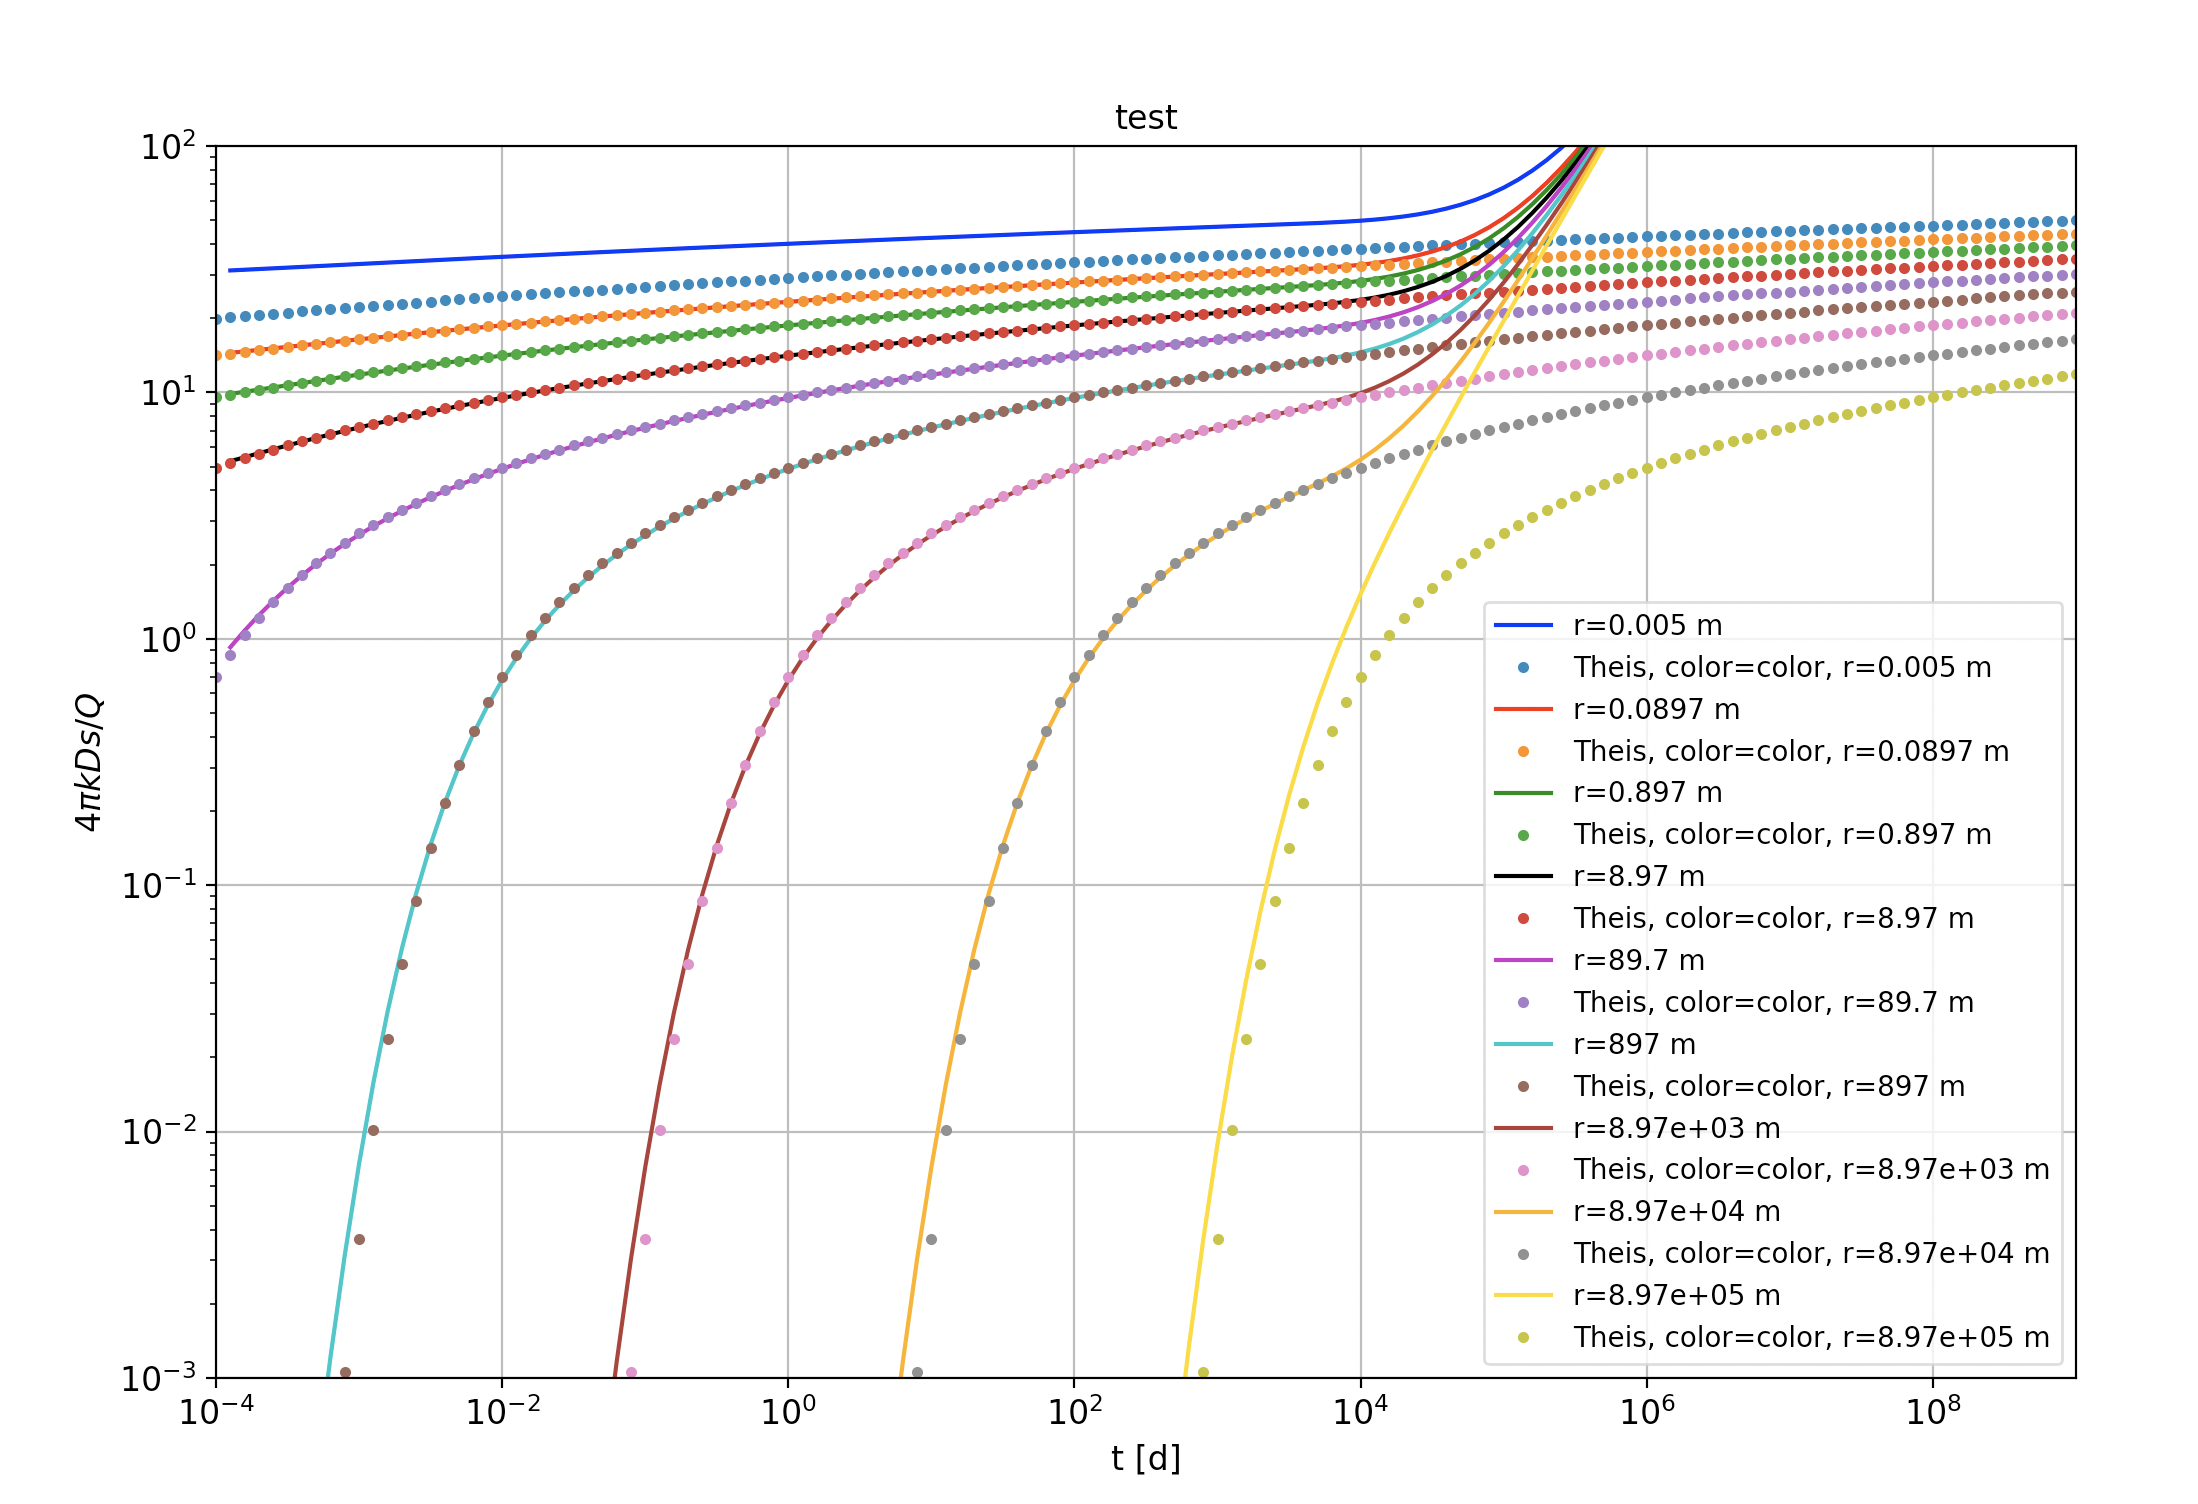 test
10²
10¹
10⁰
10⁻¹
10⁻²
10⁻³
4πkDs/Q
r=0.005 m
Theis, color=color, r=0.005 m
r=0.0897 m
Theis, color=color, r=0.0897 m
r=0.897 m
Theis, color=color, r=0.897 m
r=8.97 m
Theis, color=color, r=8.97 m
r=89.7 m
Theis, color=color, r=89.7 m
r=897 m
Theis, color=color, r=897 m
r=8.97e+03 m
Theis, color=color, r=8.97e+03 m
r=8.97e+04 m
Theis, color=color, r=8.97e+04 m
r=8.97e+05 m
Theis, color=color, r=8.97e+05 m
10⁻⁴ 10⁻² 10⁰ 10² 10⁴ 10⁶ 10⁸
t [d]